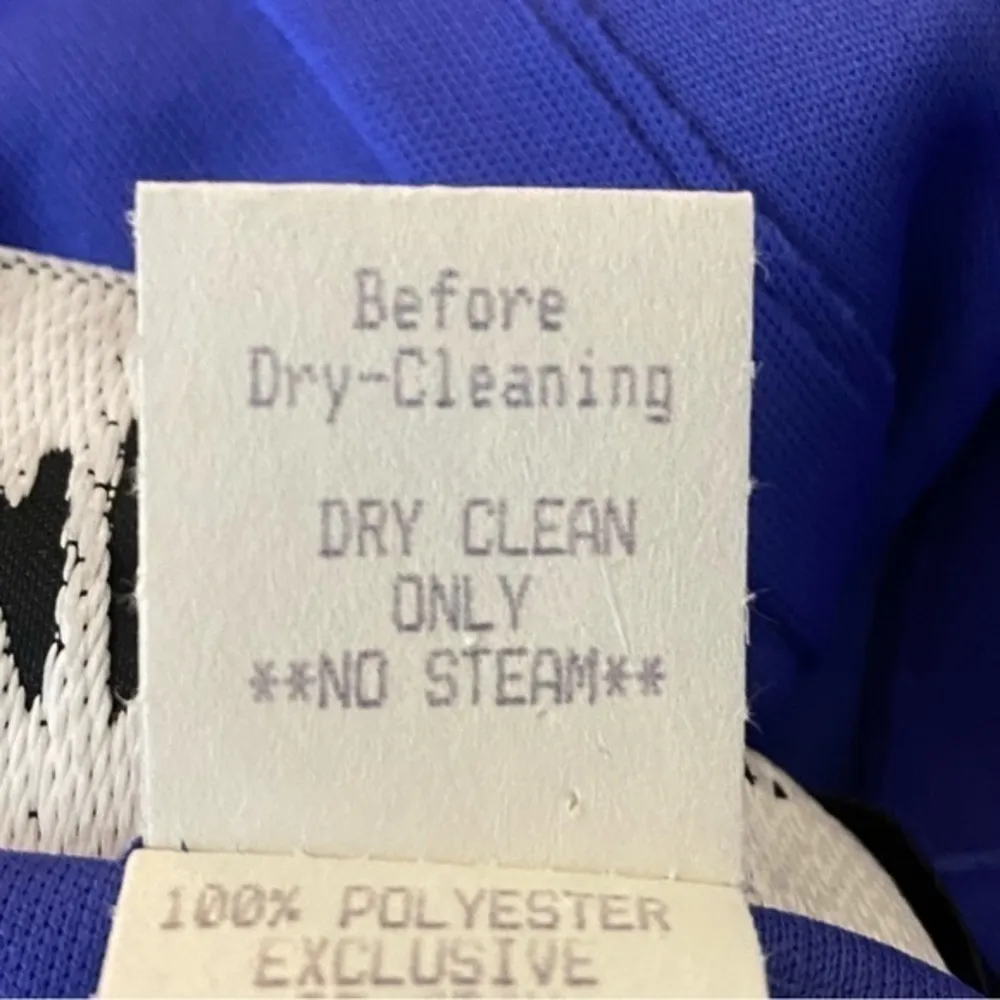 Before
Dry-Cleaning
DRY CLEAN
ONLY
**NO STEAM**
100% POLYESTER
EXCLUSIVE